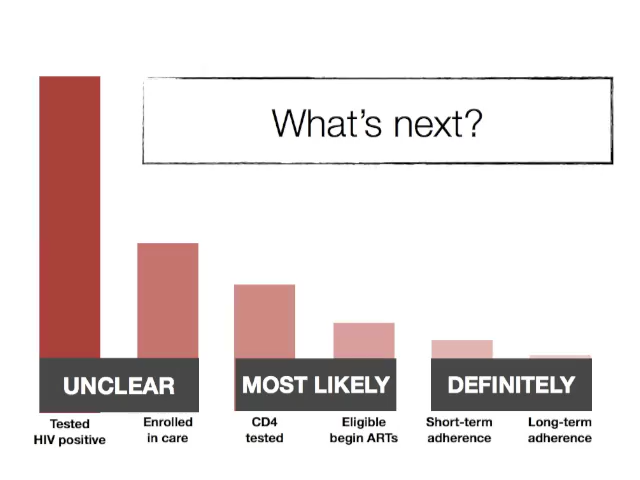 What's next?
UNCLEAR
MOST LIKELY
DEFINITELY
Tested
HIV positive
Enrolled
in care
CD4
tested
Eligible
begin ARTs
Short-term
adherence
Long-term
adherence